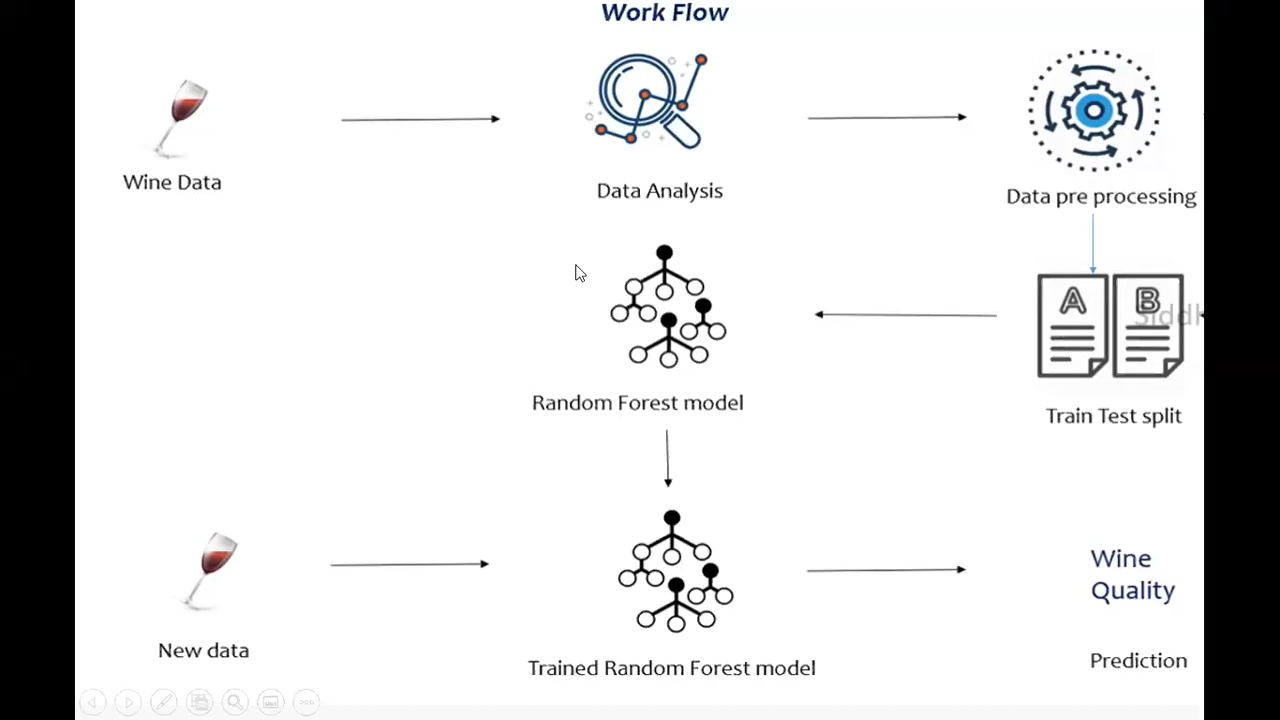 Work Flow
Wine Data
Data Analysis
Data pre processing
A B
Siddh
Random Forest model
Train Test split
New data
Trained Random Forest model
Wine
Quality
Prediction